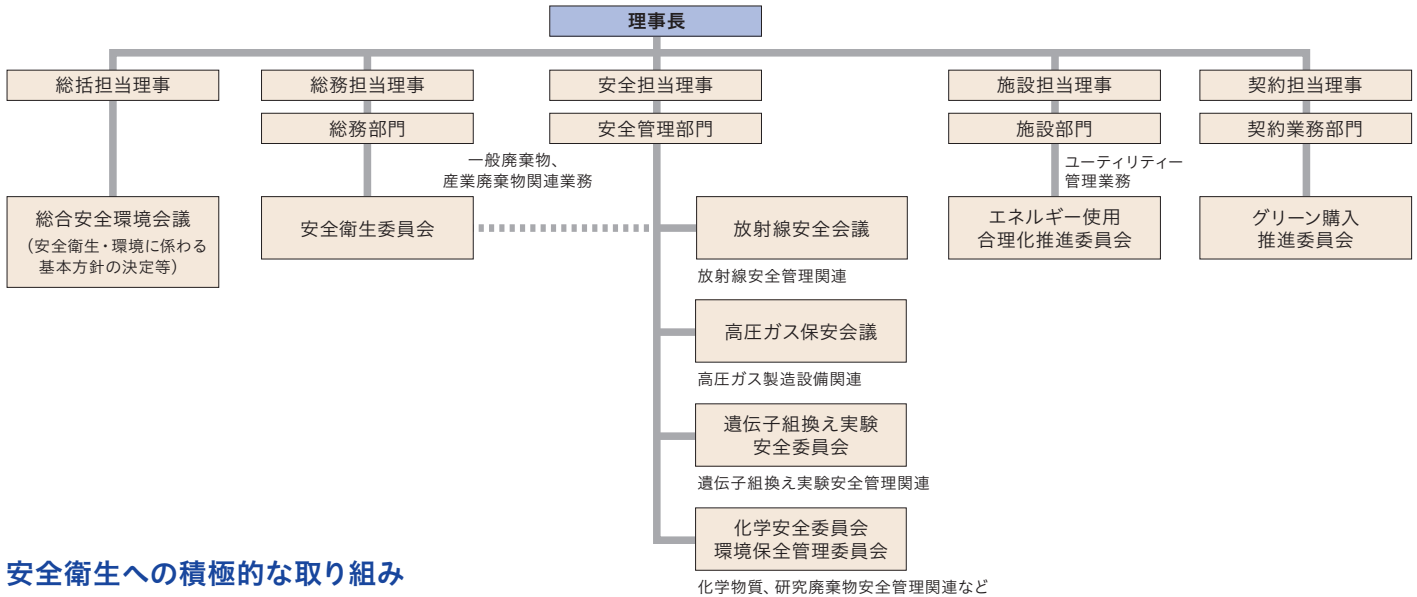 理事長
総括担当理事
総務担当理事
安全担当理事
施設担当理事
契約担当理事
総務部門
安全管理部門
施設部門
契約業務部門
一般廃棄物、
産業廃棄物関連業務
ユーティリティー
管理業務
総合安全環境会議
（安全衛生・環境に係わる
基本方針の決定等）
安全衛生委員会
放射線安全会議
放射線安全管理関連
エネルギー使用
合理化推進委員会
グリーン購入
推進委員会
高圧ガス保安会議
高圧ガス製造設備関連
遺伝子組換え実験
安全委員会
遺伝子組換え実験安全管理関連
化学安全委員会
環境保全管理委員会
化学物質、研究廃棄物安全管理関連など
安全衛生への積極的な取り組み